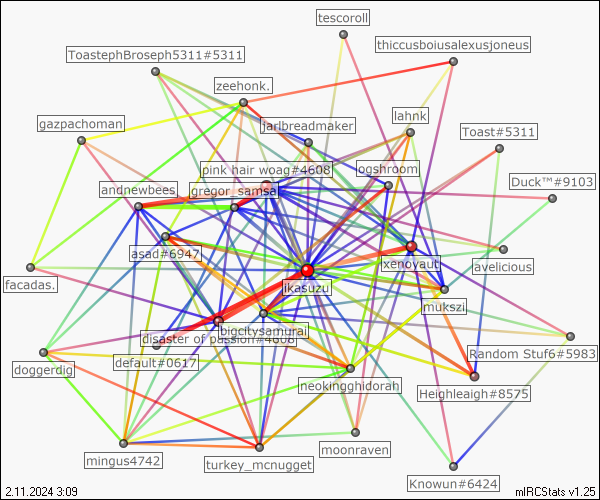 tescoroll
thiccusboiusalexusjoneus
ToastephBroseph5311#5311
zeehonk.
lahnk
gazpachoman
jarlbreadmaker
Toast#5311
pink hair woag#4608
ogshroom
Duck™#9103
andnewbees
gregor_samsa
asad#6947
xenovaut
avelicious
facadas.
ikasuzu
mukszi
bigcitysamurai
disaster of passion#4608
Random Stuf6#5983
default#0617
doggerdig
neokingghidorah
Heighleaigh#8575
moonraven
mingus4742
turkey_mcnugget
Knowun#6424
2.11.2024 3:09
mIRCStats v1.25